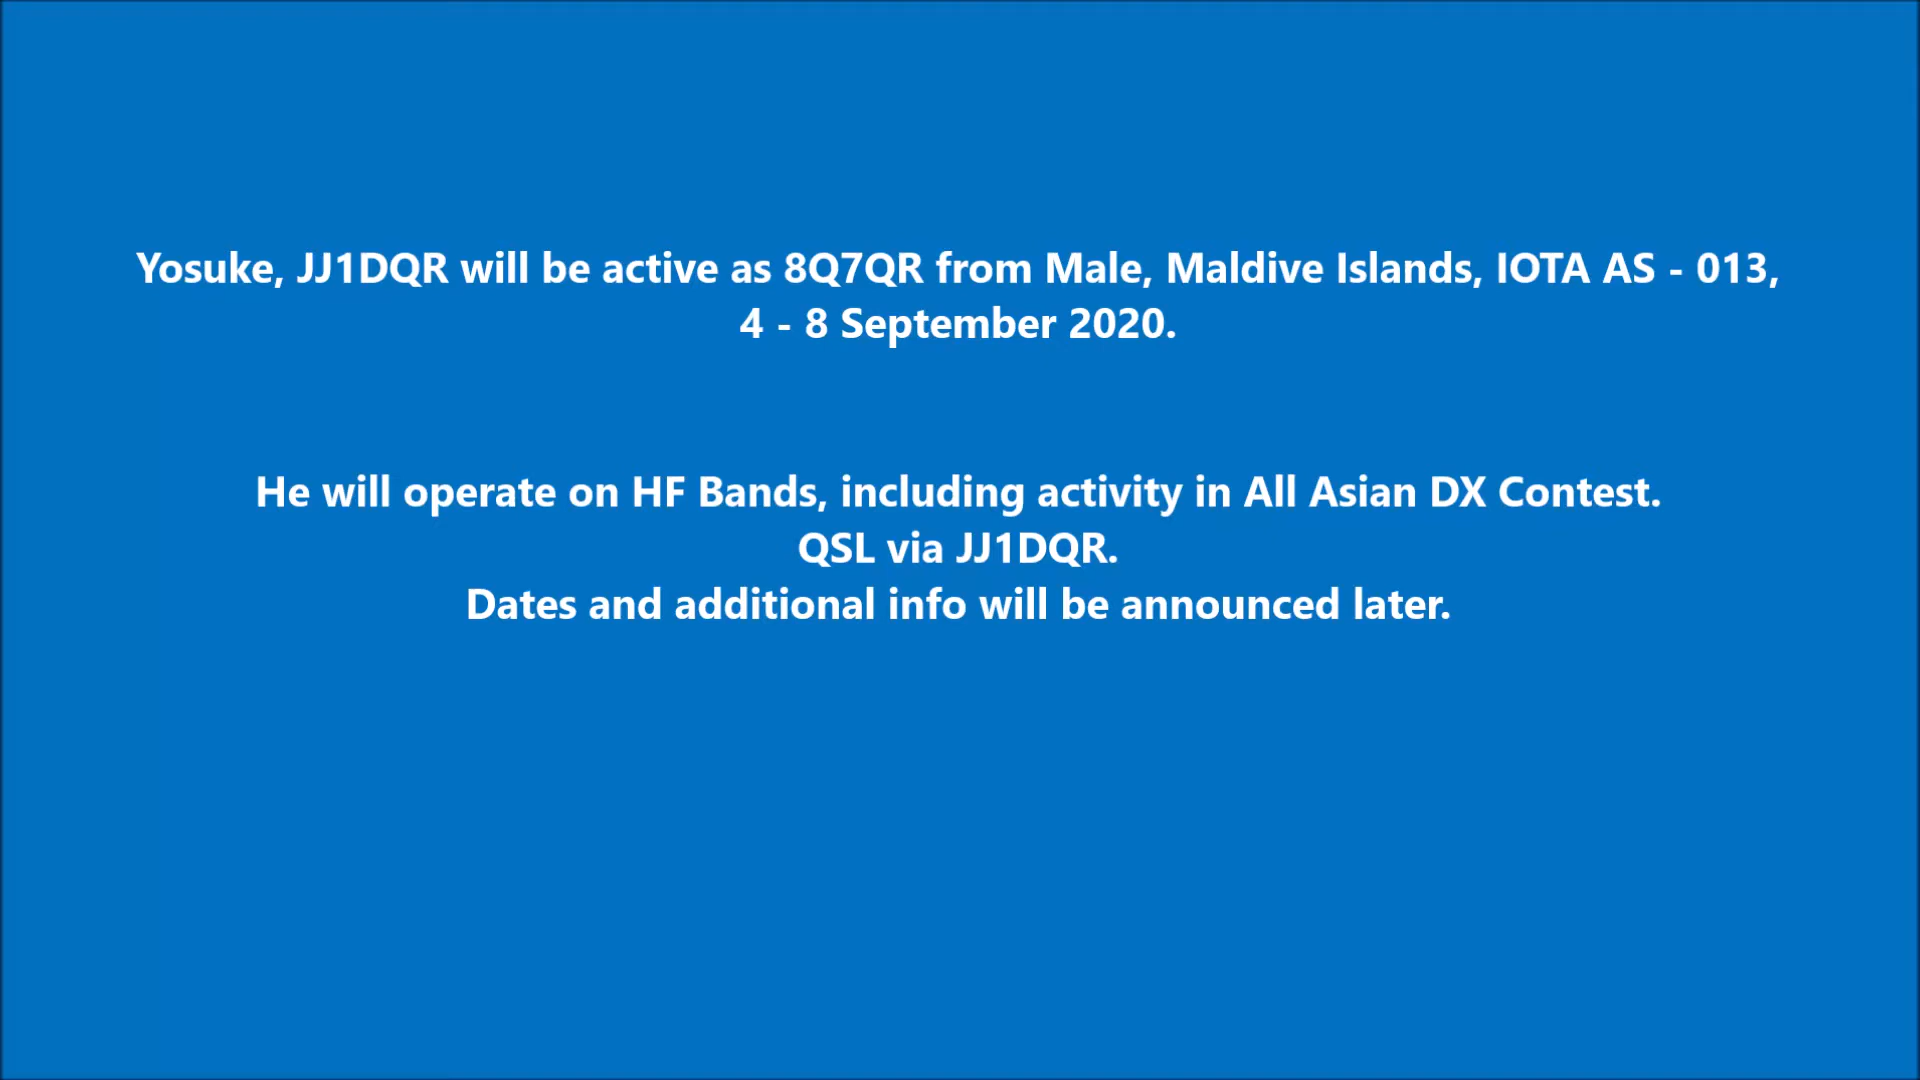 Yosuke, JJ1DQR will be active as 8Q7QR from Male, Maldive Islands, IOTA AS - 013,
4 - 8 September 2020.
He will operate on HF Bands, including activity in All Asian DX Contest.
QSL via JJ1DQR.
Dates and additional info will be announced later.